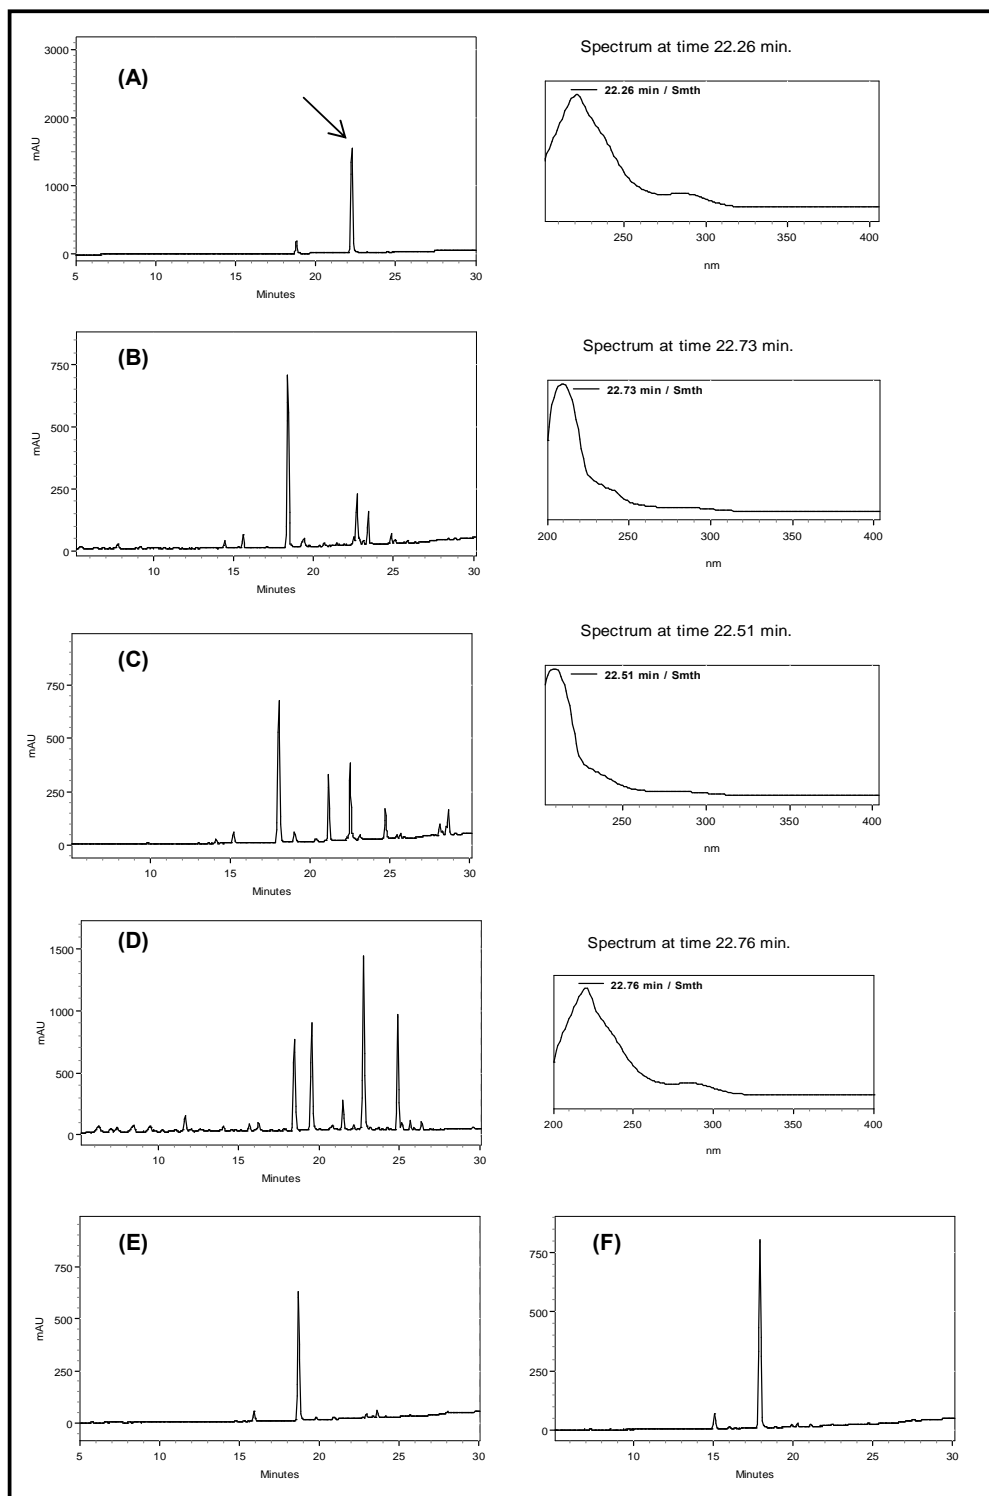 (A)
3000
2000
1000
0
mAU
5 10 15 20 25 30
Minutes
Spectrum at time 22.26 min.
22.26 min / Smth
250 300 350 400
nm
(B)
750
500
250
0
mAU
10 15 20 25 30
Minutes
Spectrum at time 22.73 min.
22.73 min / Smth
200 250 300 350 400
nm
(C)
750
500
250
0
mAU
10 15 20 25 30
Minutes
Spectrum at time 22.51 min.
22.51 min / Smth
250 300 350 400
nm
(D)
1500
1000
500
0
mAU
10 15 20 25 30
Minutes
Spectrum at time 22.76 min.
22.76 min / Smth
200 250 300 350 400
nm
(E)
750
500
250
0
mAU
5 10 15 20 25 30
Minutes
(F)
750
500
250
0
10 15 20 25 30
Minutes